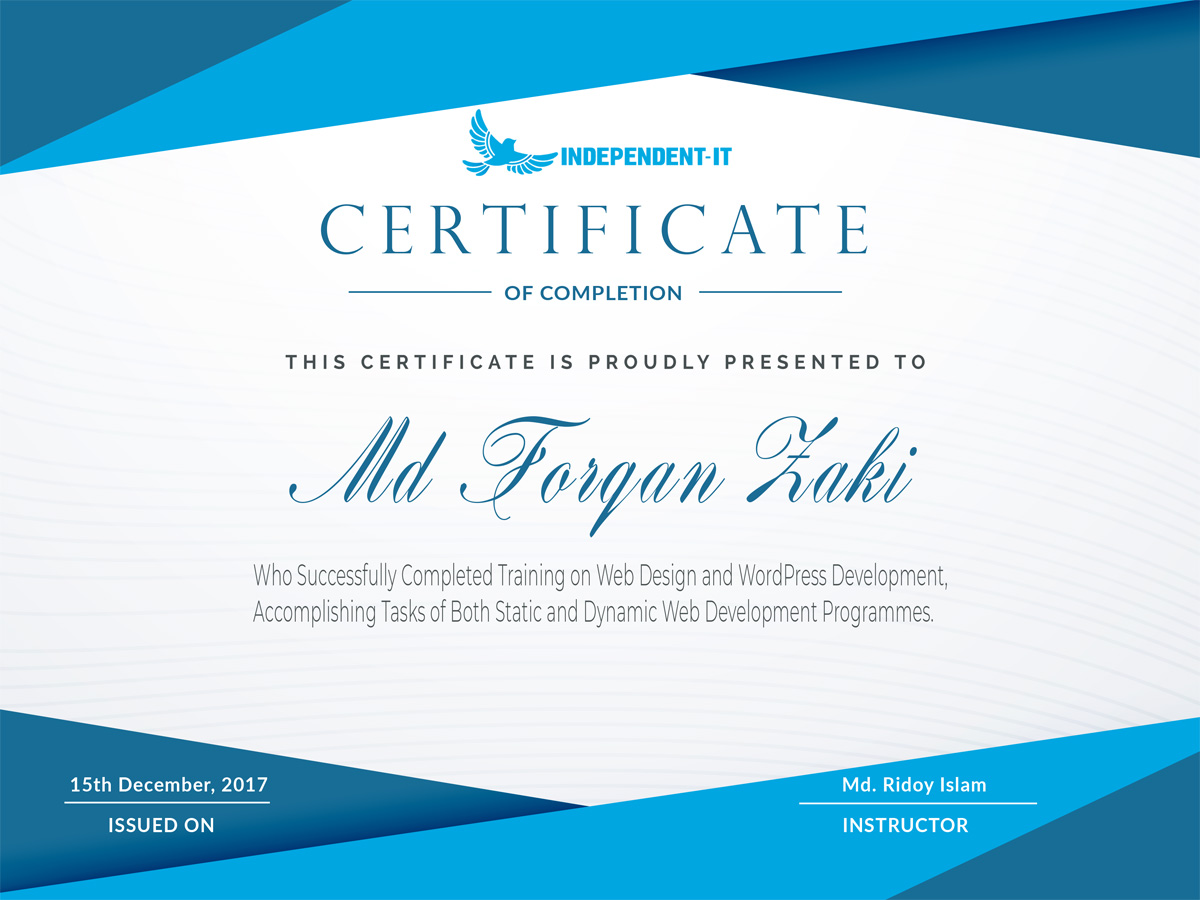 INDEPENDENT-IT
CERTIFICATE
OF COMPLETION
THIS CERTIFICATE IS PROUDLY PRESENTED TO
Md Forqan Zaki
Who Successfully Completed Training on Web Design and WordPress Development,
Accomplishing Tasks of Both Static and Dynamic Web Development Programmes.
15th December, 2017
ISSUED ON
Md. Ridoy Islam
INSTRUCTOR